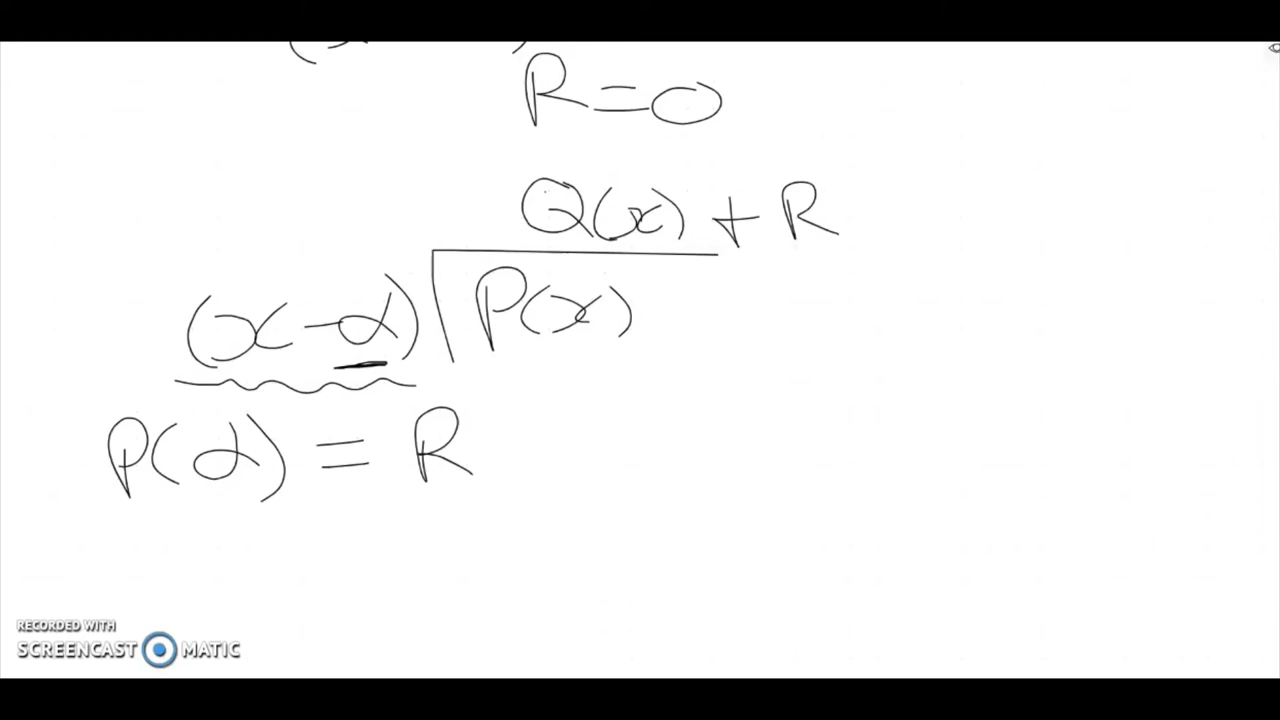 R=0
Q(x) + R
(x-α) P(x)
P(α) = R
RECORDED WITH
SCREENCAST MATIC